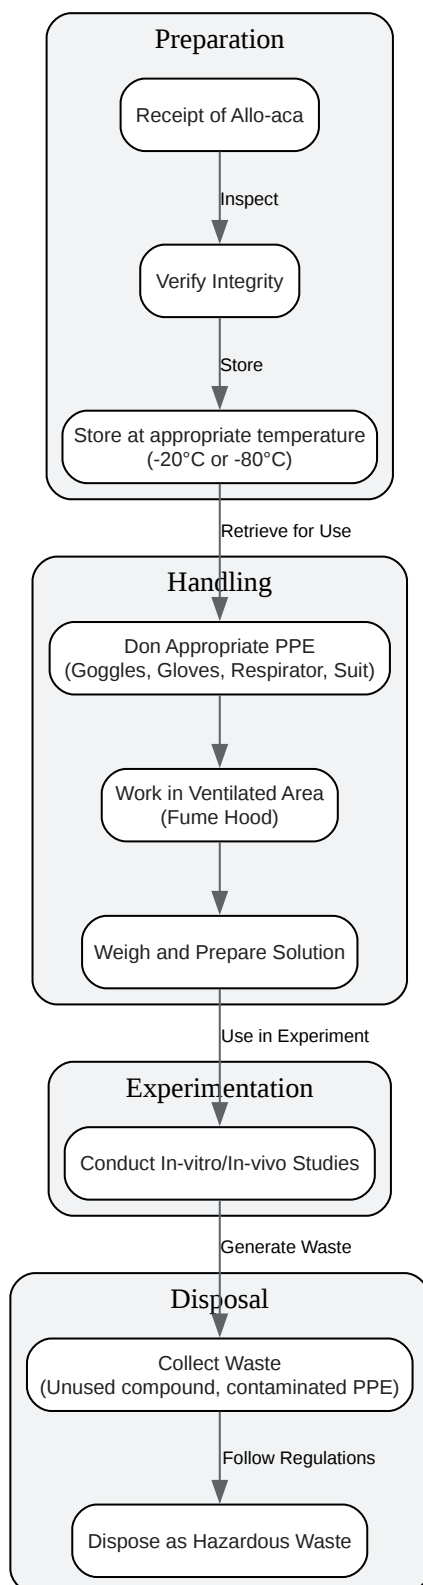 Preparation
Receipt of Allo-aca
Inspect
Verify Integrity
Store
Store at appropriate temperature
(-20°C or -80°C)
Retrieve for Use
Handling
Don Appropriate PPE
(Goggles, Gloves, Respirator, Suit)
Work in Ventilated Area
(Fume Hood)
Weigh and Prepare Solution
Use in Experiment
Experimentation
Conduct In-vitro/In-vivo Studies
Generate Waste
Disposal
Collect Waste
(Unused compound, contaminated PPE)
Follow Regulations
Dispose as Hazardous Waste